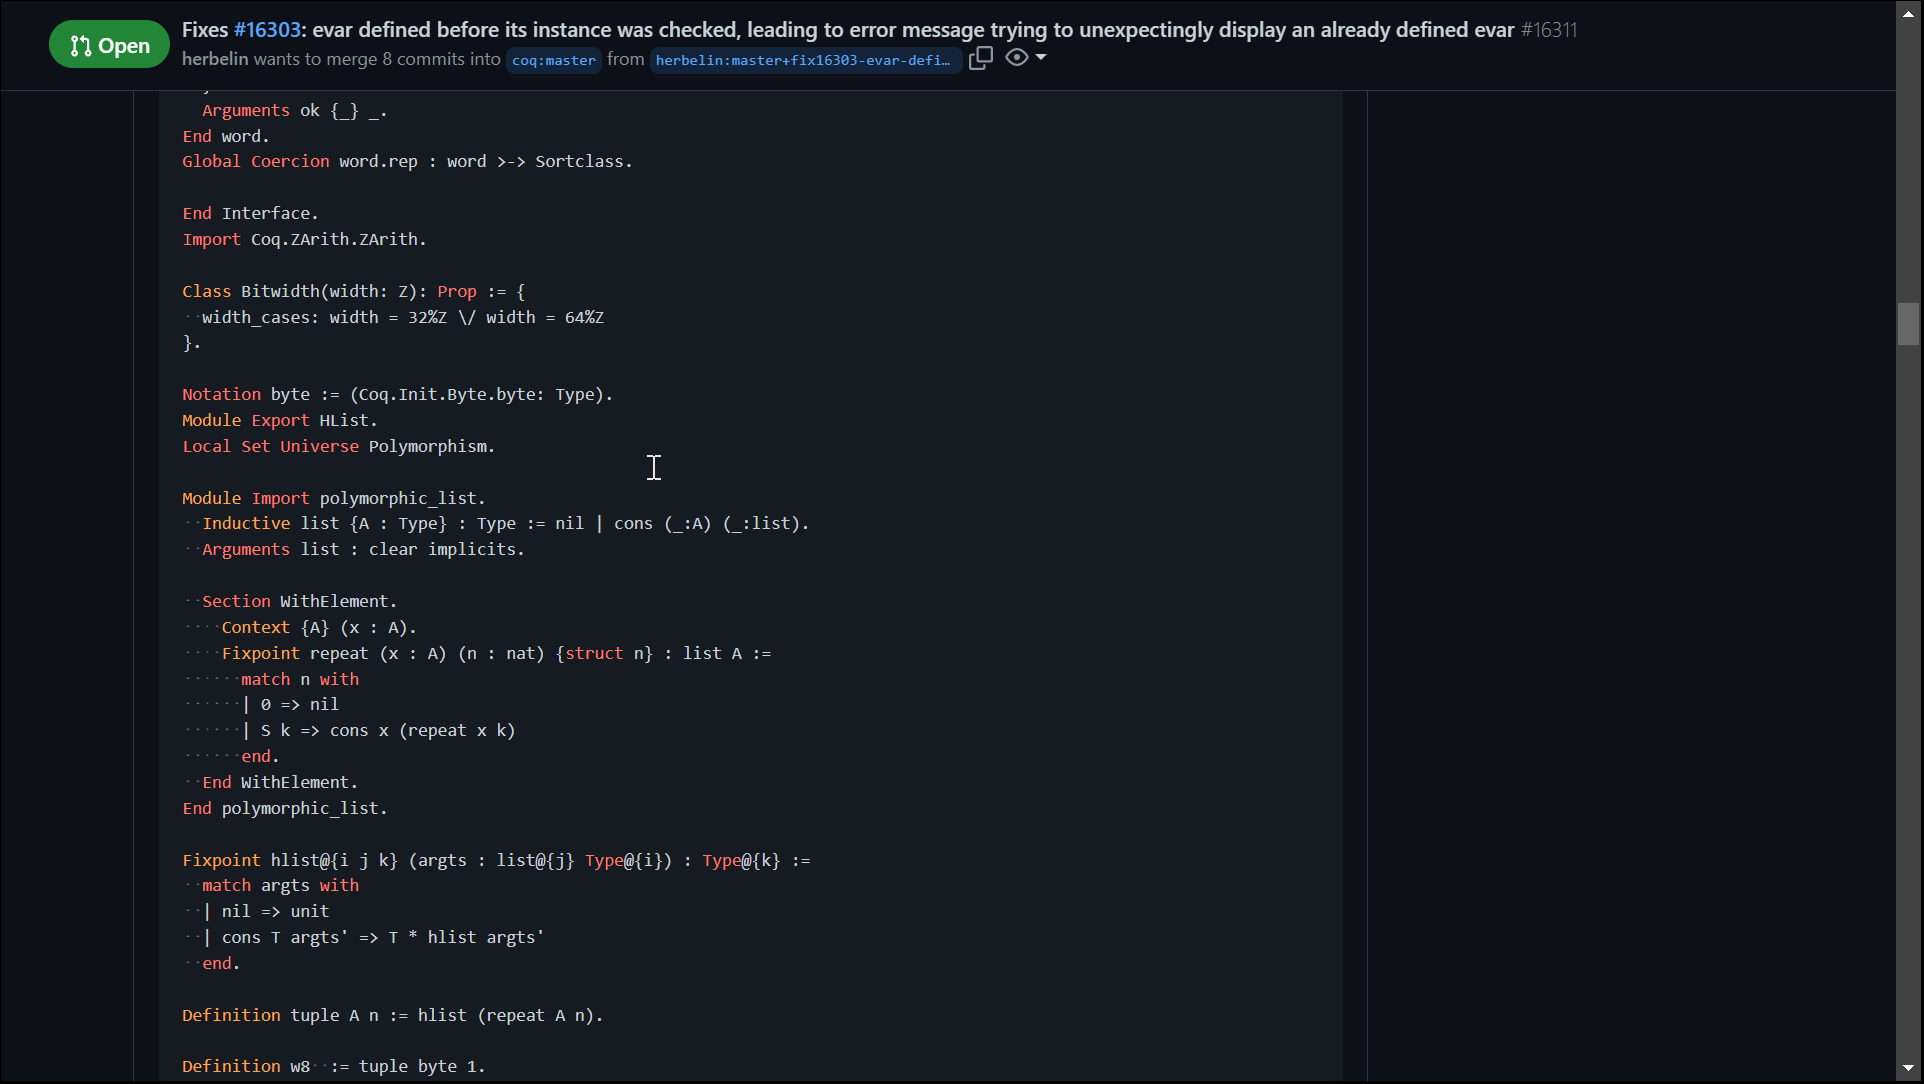 Open
Fixes #16303: evar defined before its instance was checked, leading to error message trying to unexpectingly display an already defined evar #16311
herbelin wants to merge 8 commits into coq:master from herbelin:master+fix16303-evar-defi…
Arguments ok {_} _.
End word.
Global Coercion word.rep : word >-> Sortclass.
End Interface.
Import Coq.ZArith.ZArith.
Class Bitwidth(width: Z): Prop := {
  width_cases: width = 32%Z \/ width = 64%Z
}.
Notation byte := (Coq.Init.Byte.byte: Type).
Module Export HList.
Local Set Universe Polymorphism.
Module Import polymorphic_list.
  Inductive list {A : Type} : Type := nil | cons (_:A) (_:list).
  Arguments list : clear implicits.
  Section WithElement.
    Context {A} (x : A).
    Fixpoint repeat (x : A) (n : nat) {struct n} : list A :=
      match n with
      | 0 => nil
      | S k => cons x (repeat x k)
      end.
  End WithElement.
End polymorphic_list.
Fixpoint hlist@{i j k} (argts : list@{j} Type@{i}) : Type@{k} :=
  match argts with
  | nil => unit
  | cons T argts' => T * hlist argts'
  end.
Definition tuple A n := hlist (repeat A n).
Definition w8  := tuple byte 1.